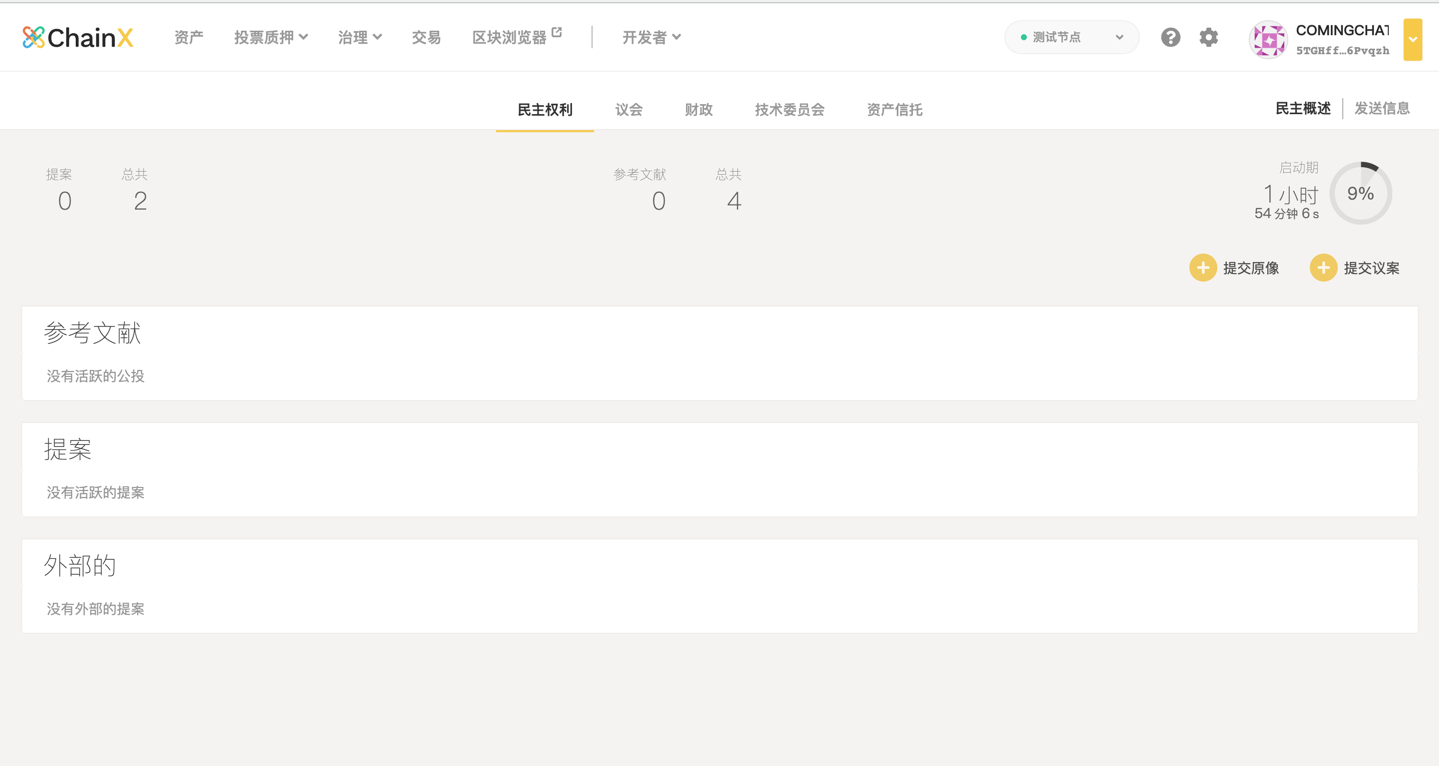 ChainX 资产 投票质押 治理 交易 区块浏览器 开发者 测试节点 COMINGCHAT
5TGHff…6Pvqzh
民主权利 议会 财政 技术委员会 资产信托 民主概述 发送信息
提案 总共 参考文献 总共 启动期
0 2 0 4 1 小时 9%
54 分钟 6 s
提交原像 提交议案
参考文献
没有活跃的公投
提案
没有活跃的提案
外部的
没有外部的提案